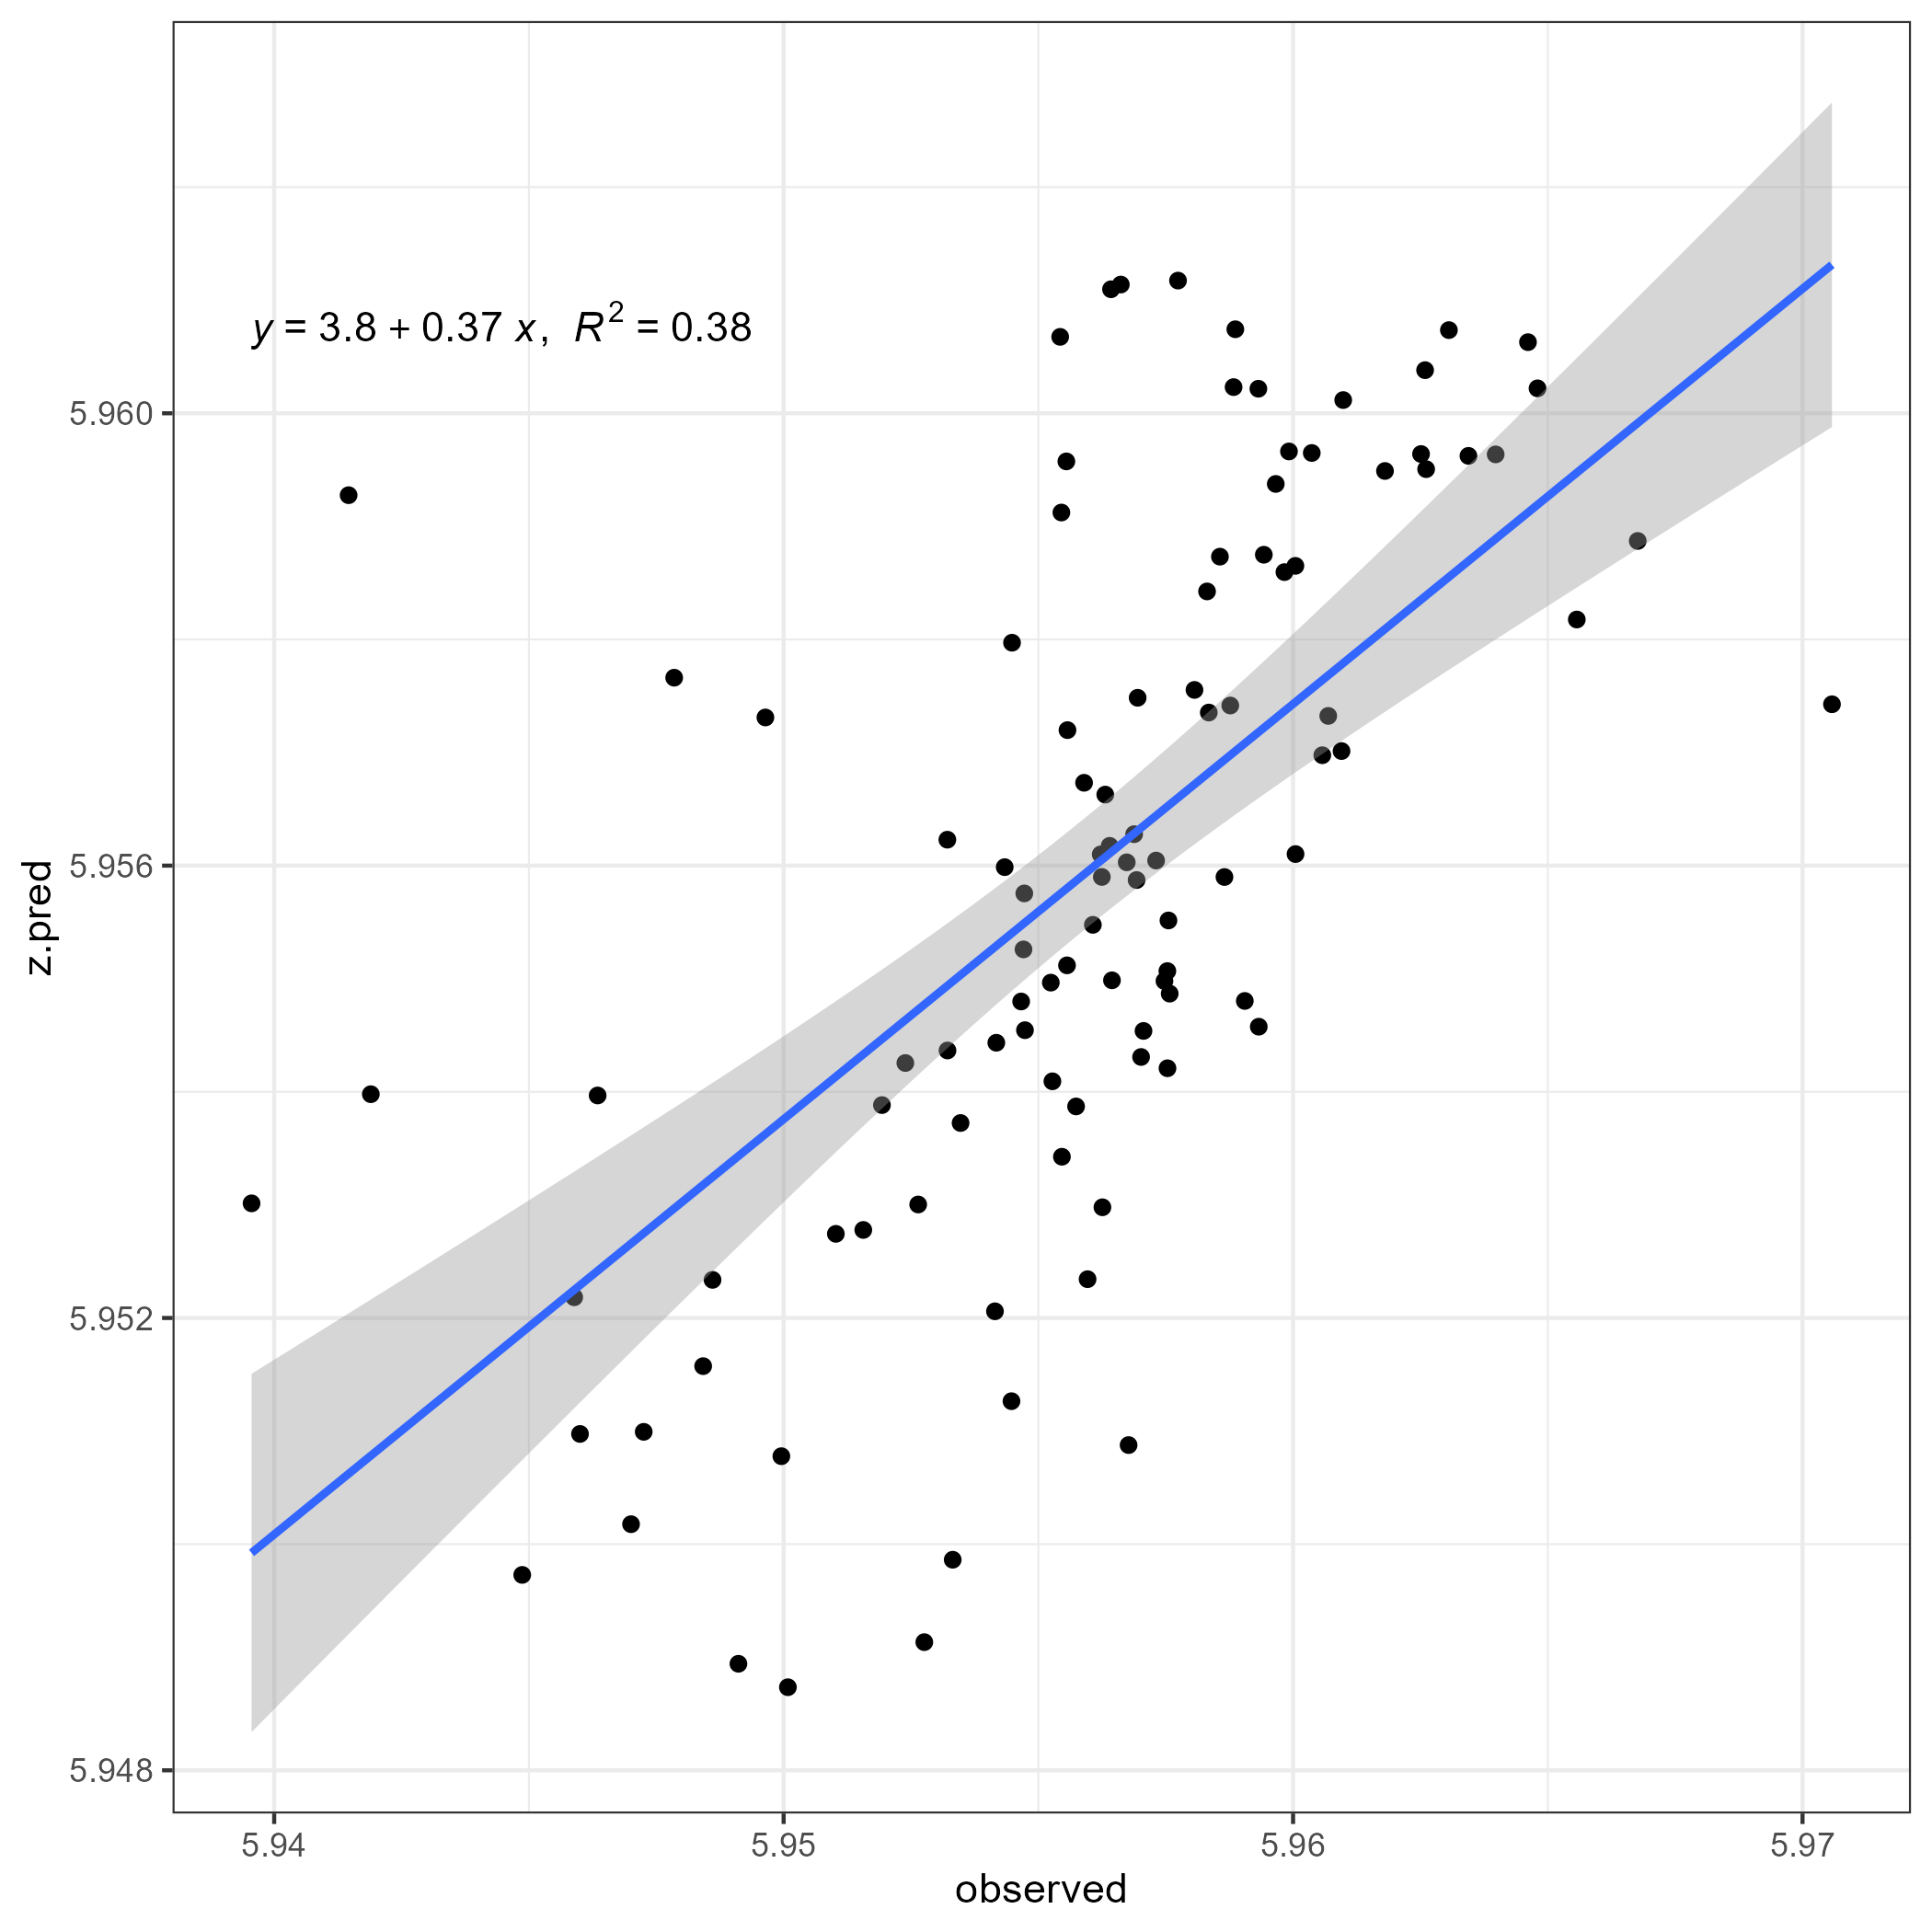 y = 3.8 + 0.37 x, R² = 0.38
5.960
5.956
5.952
5.948
z.pred
5.94 5.95 5.96 5.97
observed